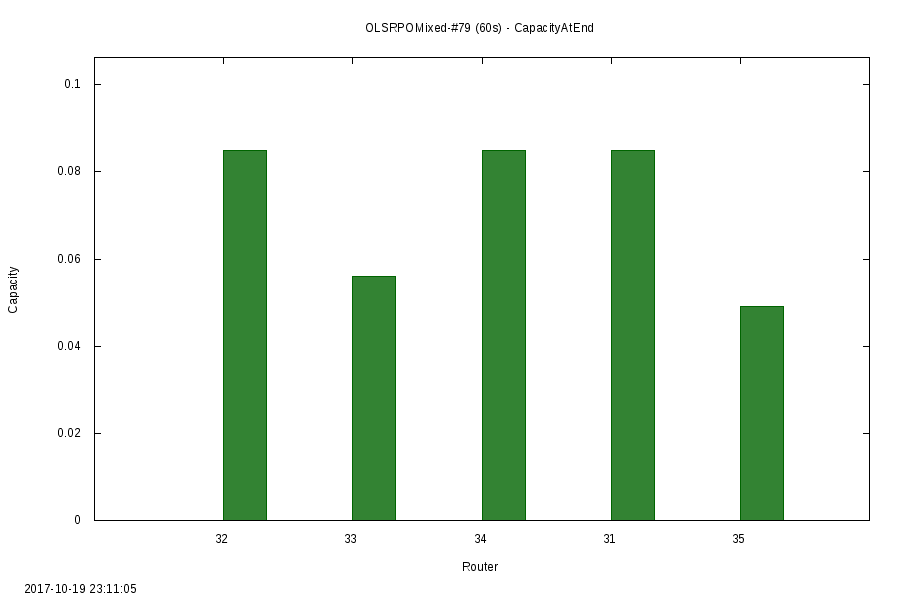 OLSRPOMixed-#79 (60s) - CapacityAtEnd
0.1
0.08
0.06
0.04
0.02
0
Capacity
32 33 34 31 35
Router
2017-10-19 23:11:05